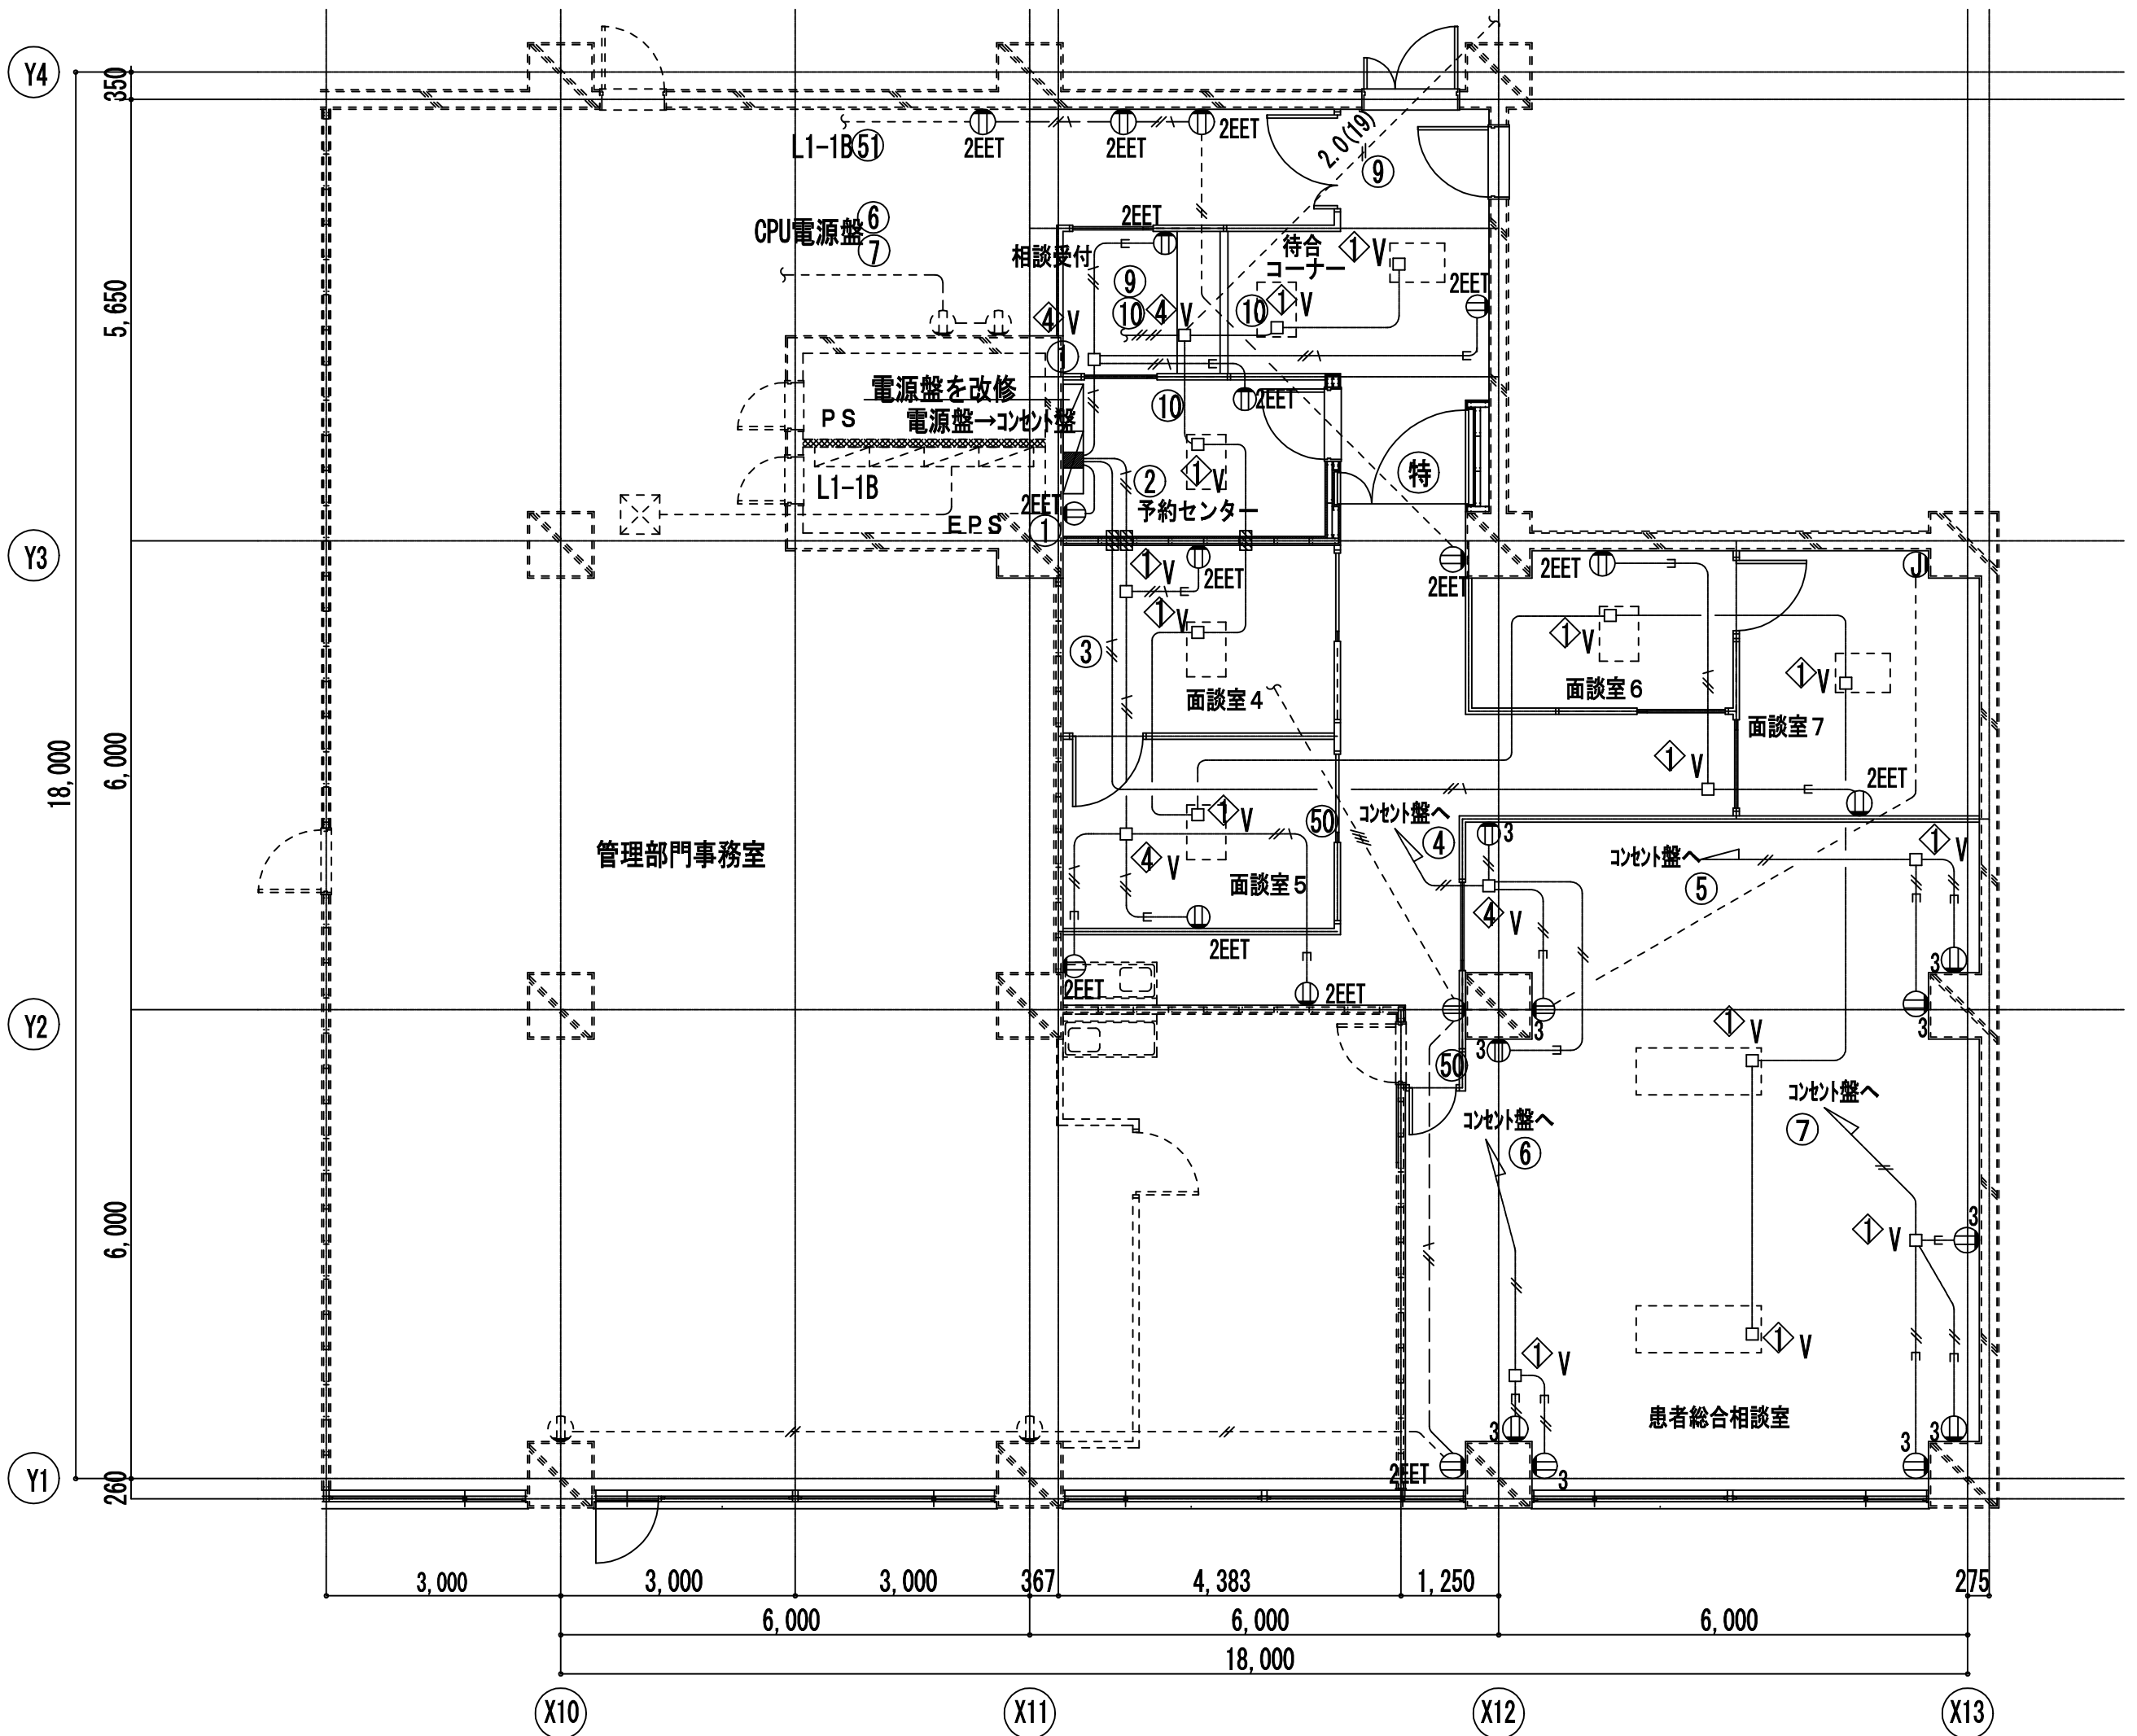 Y4
350
2EET
2EET
2EET
L1-1B 51
2.0(19)
9
CPU電源盤
6
7
2EET
相談受付
待合
コーナー
1 V
2EET
5,650
9
10
4 V
10
1 V
4 V
1
電源盤を改修
電源盤→コンセント盤
PS
10
2EET
L1-1B
2EET
EPS
1
2
1 V
予約センター
特
Y3
1 V
2EET
2EET
2EET
J
1 V
3
1 V
1 V
面談室4
面談室6
面談室7
18,000
6,000
1 V
2EET
管理部門事務室
1 V
50
コンセント盤へ
4
3
コンセント盤へ
5
1 V
4 V
面談室5
4 V
2EET
2EET
2EET
3
3
3
Y2
3
50
1 V
コンセント盤へ
6
コンセント盤へ
7
6,000
3
1 V
1 V
1 V
患者総合相談室
3
3
3
2EET
3
Y1
260
3,000
3,000
3,000
367
4,383
1,250
275
6,000
6,000
6,000
18,000
X10
X11
X12
X13